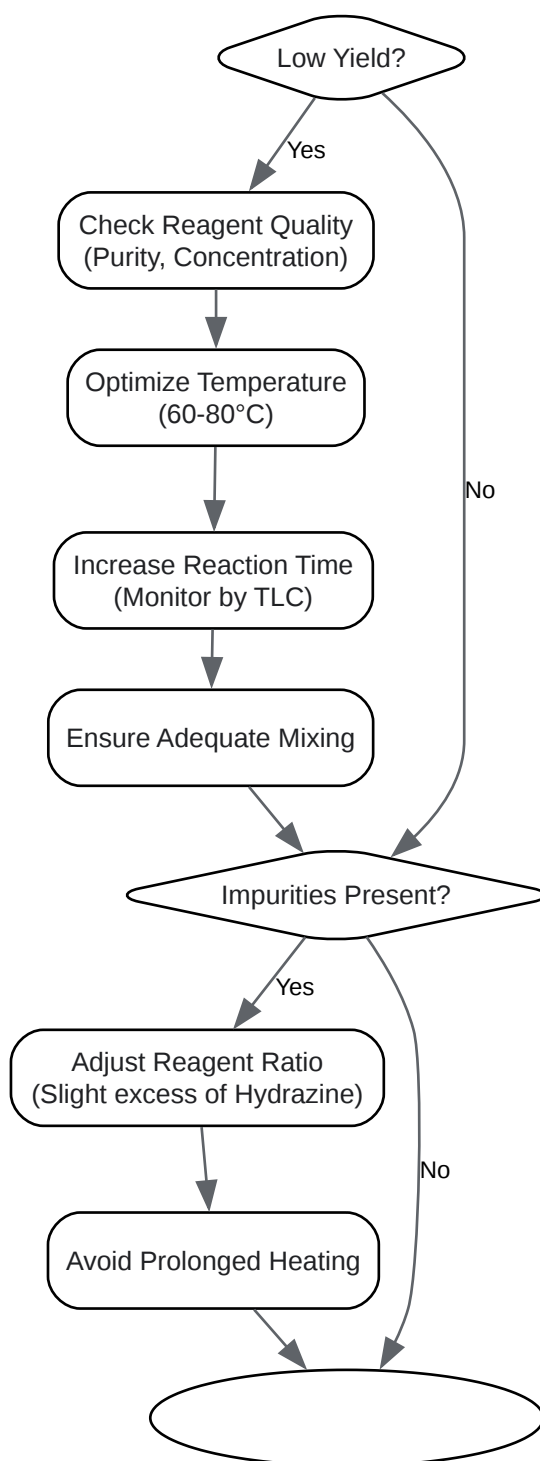 Low Yield?
Yes
Check Reagent Quality
(Purity, Concentration)
Optimize Temperature
(60-80°C)
No
Increase Reaction Time
(Monitor by TLC)
Ensure Adequate Mixing
Impurities Present?
Yes
Adjust Reagent Ratio
(Slight excess of Hydrazine)
No
Avoid Prolonged Heating